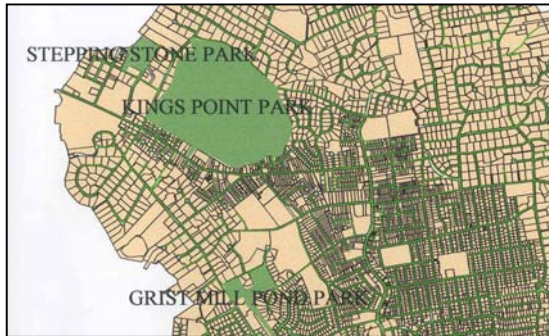 STEPPING STONE PARK
KINGS POINT PARK
GRIST MILL POND PARK